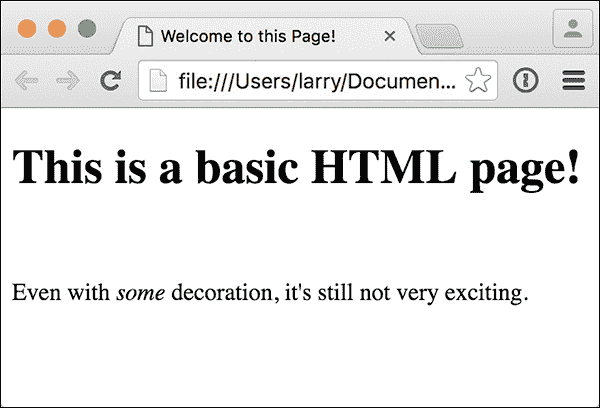 Welcome to this Page!
file:///Users/larry/Documen...
This is a basic HTML page!
Even with some decoration, it's still not very exciting.